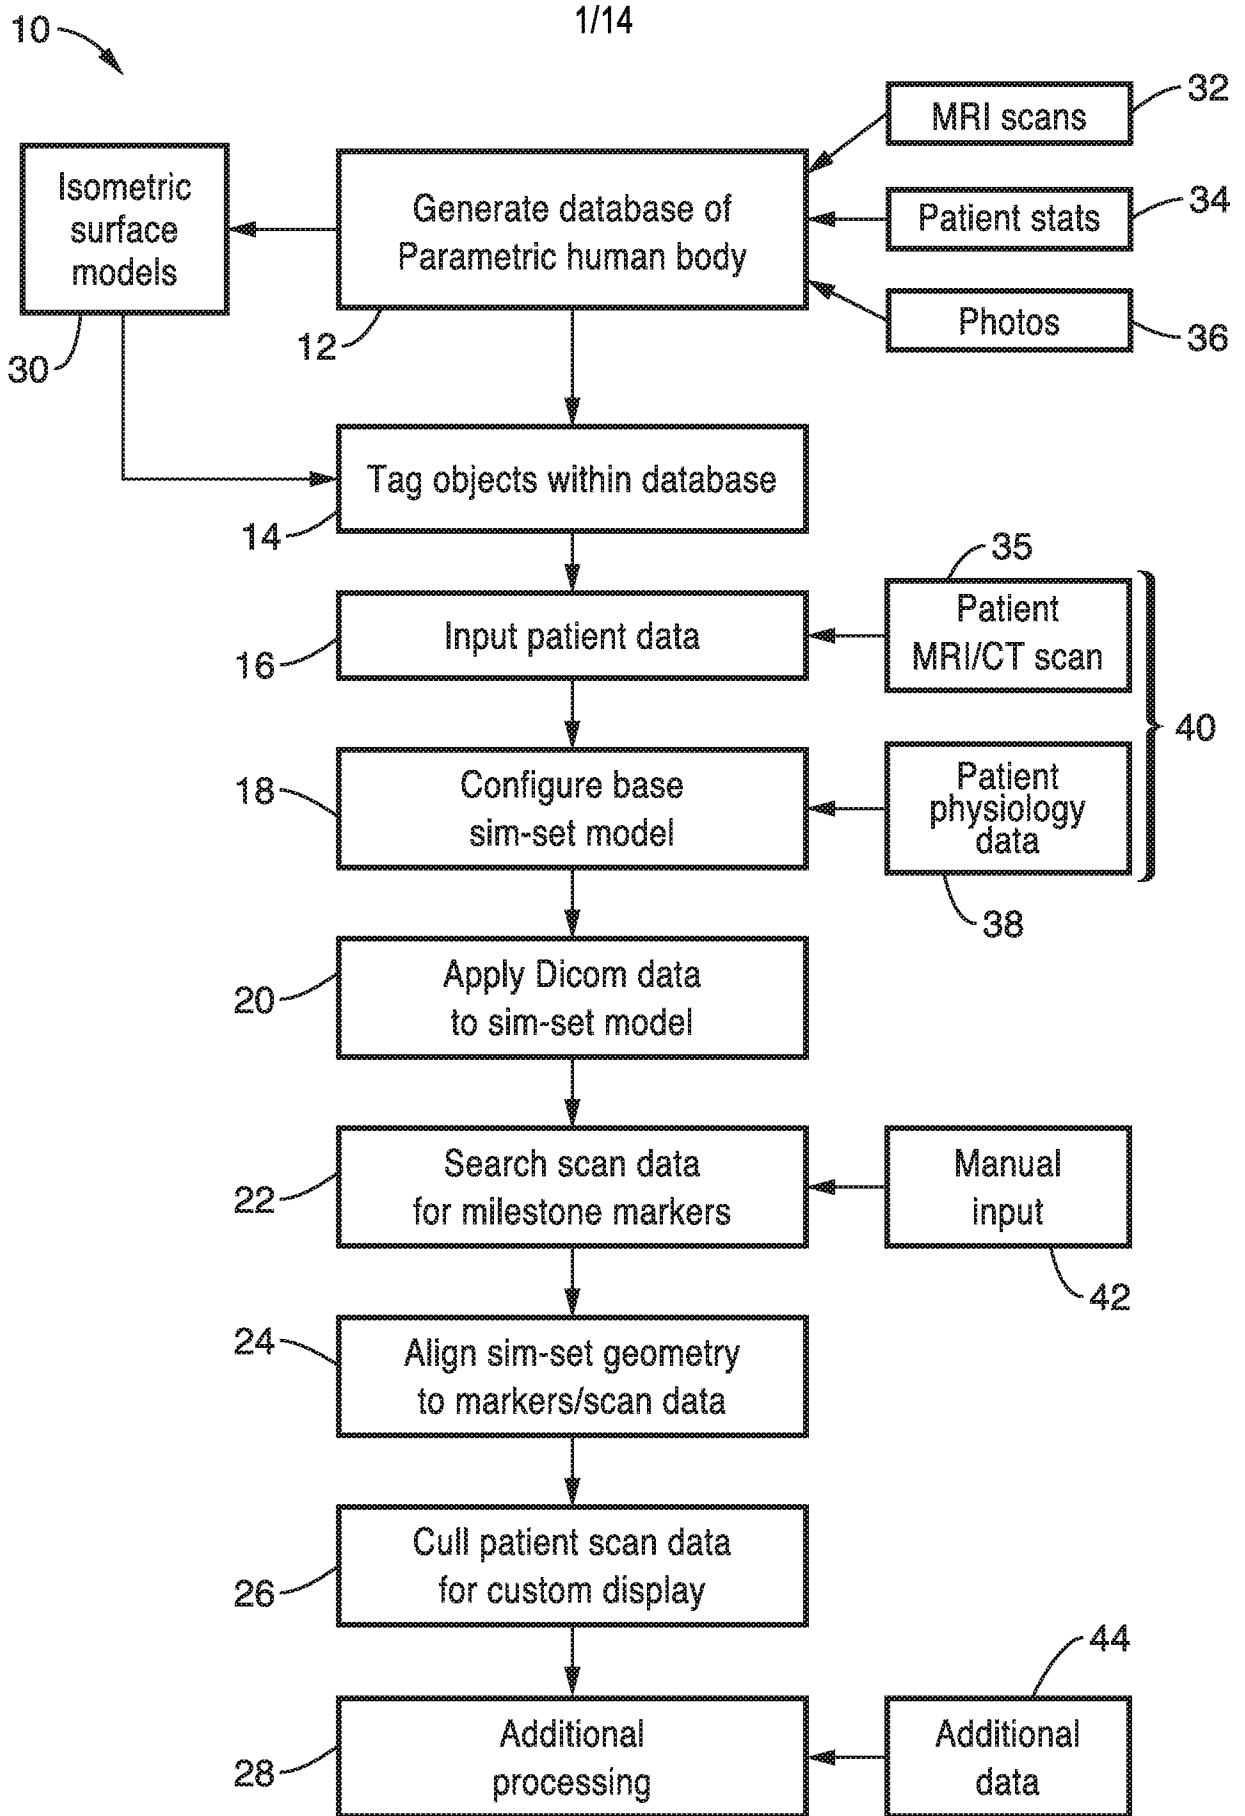 1/14
10
MRI scans
32
Isometric
surface
models
30
Generate database of
Parametric human body
12
Patient stats
34
Photos
36
Tag objects within database
14
Input patient data
16
Patient
MRI/CT scan
35
40
Configure base
sim-set model
18
Patient
physiology
data
38
Apply Dicom data
to sim-set model
20
Search scan data
for milestone markers
22
Manual
input
42
Align sim-set geometry
to markers/scan data
24
Cull patient scan data
for custom display
26
Additional
processing
28
Additional
data
44